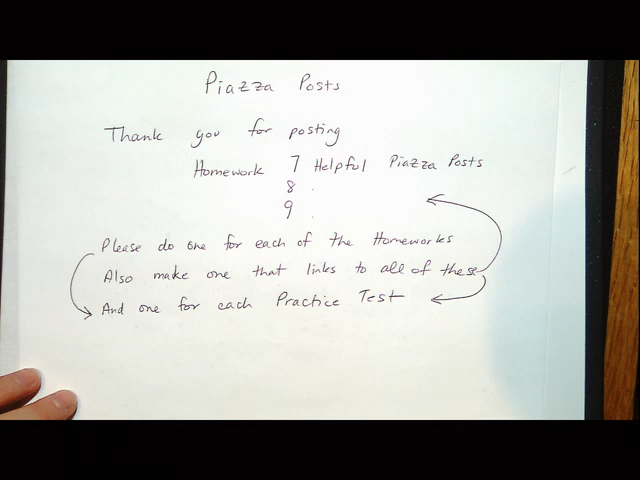 Piazza Posts
Thank you for posting
Homework 7 Helpful Piazza Posts
8 .
9 .
Please do one for each of the Homeworks
Also make one that links to all of these
And one for each Practice Test